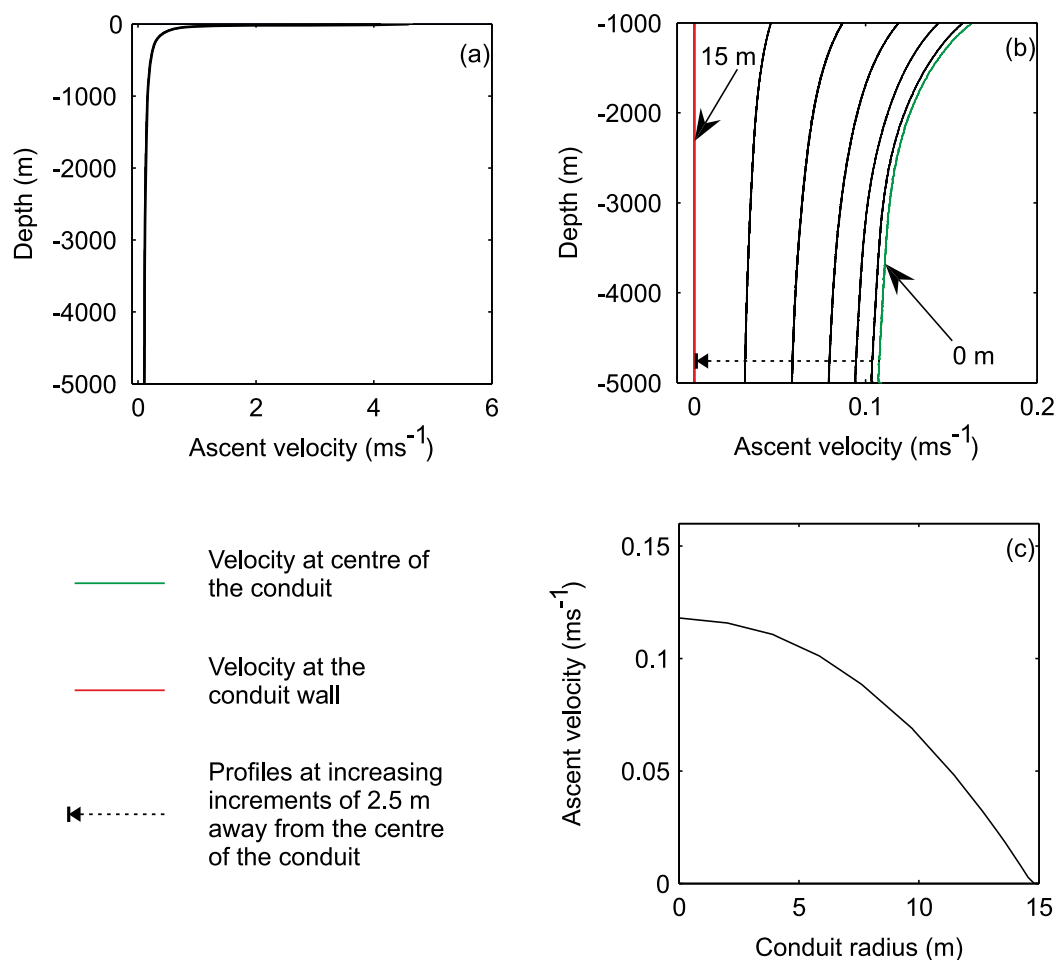 (a)
0
-1000
-2000
-3000
-4000
-5000
Depth (m)
0 2 4 6
Ascent velocity (ms-1)
(b)
15 m
0 m
-1000
-2000
-3000
-4000
-5000
Depth (m)
0 0.1 0.2
Ascent velocity (ms-1)
Velocity at centre of
the conduit
Velocity at the
conduit wall
Profiles at increasing
increments of 2.5 m
away from the centre
of the conduit
(c)
0.15
0.1
0.05
0
Ascent velocity (ms-1)
0 5 10 15
Conduit radius (m)